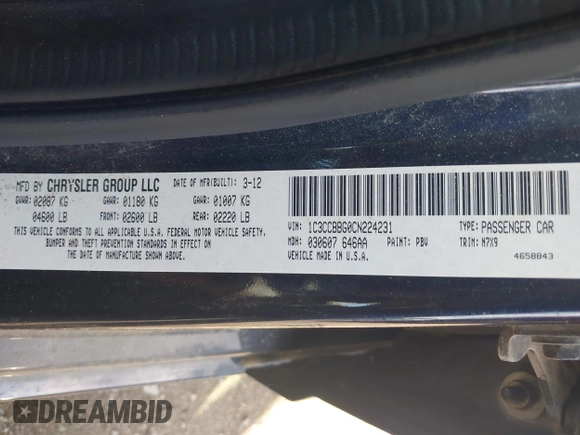 MFD BY CHRYSLER GROUP LLC DATE OF MFR(BUILT): 3-12
GVWR: 02087 KG GAWR: 01180 KG GAWR: 01007 KG
04600 LB FRONT: 02600 LB REAR: 02220 LB
THIS VEHICLE CONFORMS TO ALL U.S.A. FEDERAL MOTOR VEHICLE SAFETY,
BUMPER AND THEFT PREVENTION STANDARDS IN EFFECT ON
THE DATE OF MANUFACTURE SHOWN ABOVE.
VIN: 1C3CCBBG0CN224231 TYPE: PASSENGER CAR
MDH: 030607 646AA PAINT: PBV TRIM: N7X9
VEHICLE MADE IN U.S.A. 4658843
DREAMBID